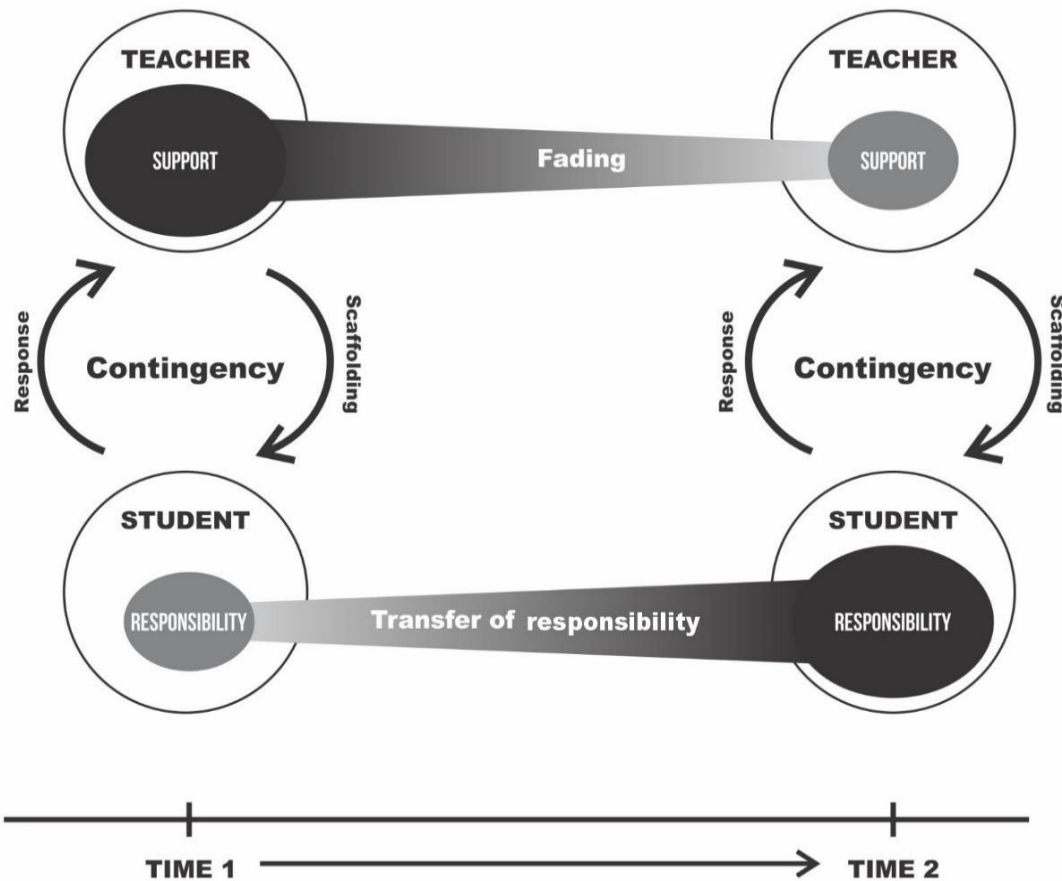 TEACHER
TEACHER
SUPPORT
Fading
SUPPORT
Response
Contingency
Scaffolding
Response
Contingency
Scaffolding
STUDENT
STUDENT
RESPONSIBILITY
Transfer of responsibility
RESPONSIBILITY
TIME 1
TIME 2